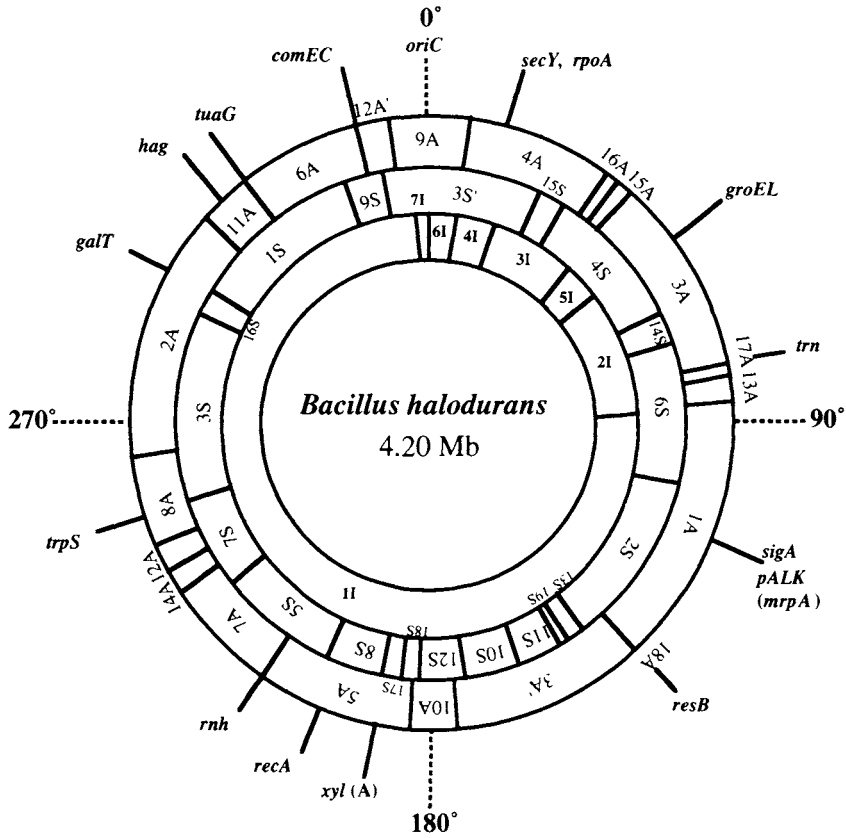 0°
oriC
comEC
secY, rpoA
12A'
tuaG
9A
hag
6A
4A
16A
15A
groEL
11A
9S
7I
3S'
15S
galT
1S
6I
4I
3I
4S
3A
5I
2A
16S
14S
2I
17A
trn
13A
3S
6S
Bacillus halodurans
270°
90°
4.20 Mb
8A
7S
1A
trpS
2S
sigA
pALK
(mrpA)
12A
14A
1I
13S
19S
5S
7A
18S
11S
18A
8S
12S
10S
17S
resB
5A
10A
3A'
rnh
recA
xyl (A)
180°